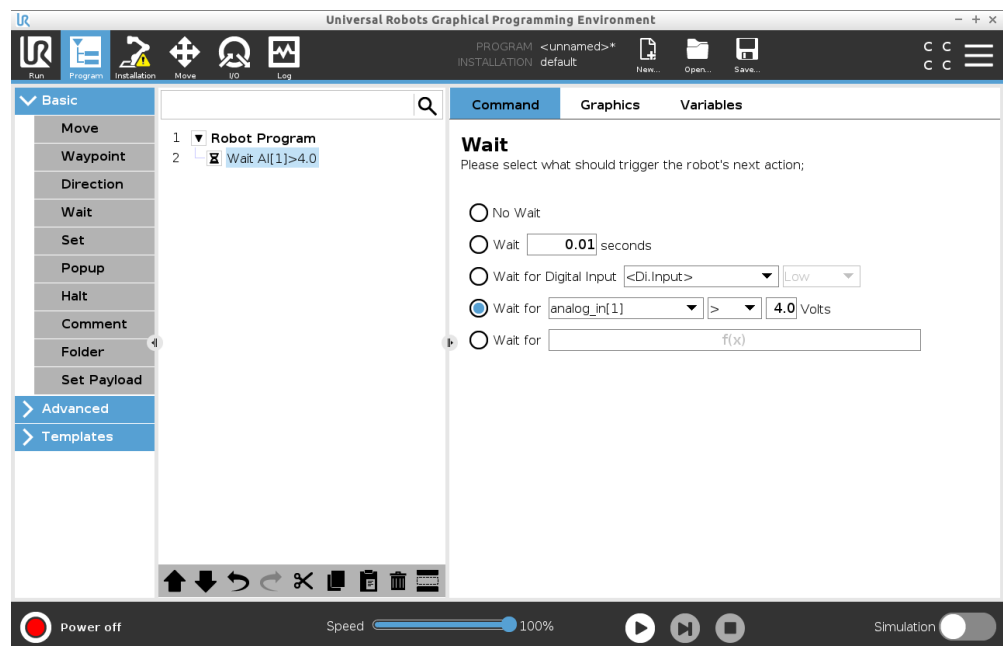 UR Universal Robots Graphical Programming Environment - + x
UR PROGRAM <unnamed>* C C
INSTALLATION default C C
Run Program Installation Move I/O Log New... Open... Save...
Basic
Move
Waypoint
Direction
Wait
Set
Popup
Halt
Comment
Folder
Set Payload
Advanced
Templates
1 Robot Program
2 Wait AI[1]>4.0
Command Graphics Variables
Wait
Please select what should trigger the robot's next action;
No Wait
Wait 0.01 seconds
Wait for Digital Input <Di.Input> Low
Wait for analog_in[1] > 4.0 Volts
Wait for f(x)
Power off Speed 100% Simulation